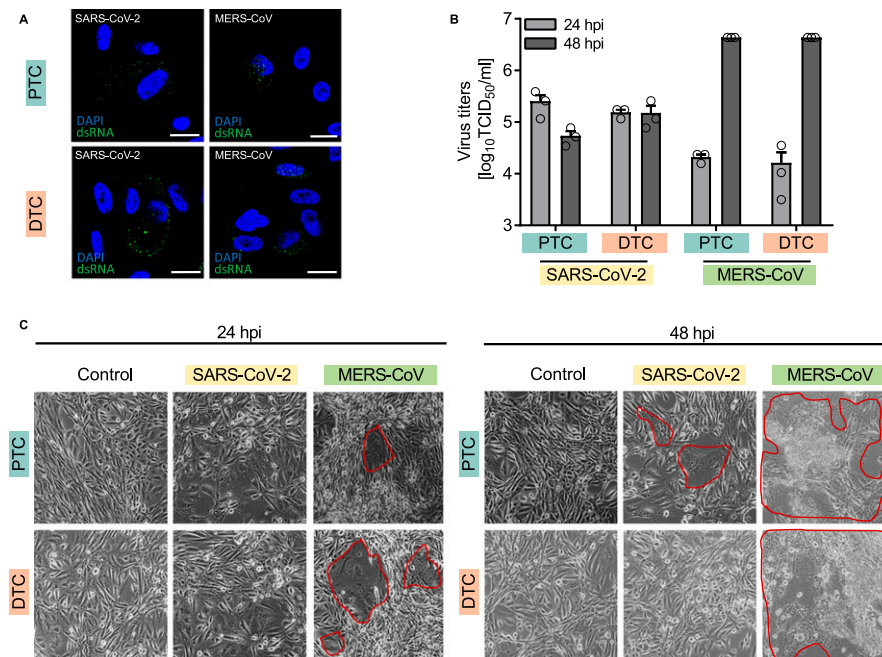 A
SARS-CoV-2
MERS-CoV
PTC
DAPI
dsRNA
DAPI
dsRNA
SARS-CoV-2
MERS-CoV
DTC
DAPI
dsRNA
DAPI
dsRNA
B
24 hpi
48 hpi
Virus titers
[log10 TCID50/ml]
7
6
5
4
3
PTC
DTC
PTC
DTC
SARS-CoV-2
MERS-CoV
C
24 hpi
48 hpi
Control
SARS-CoV-2
MERS-CoV
Control
SARS-CoV-2
MERS-CoV
PTC
PTC
DTC
DTC